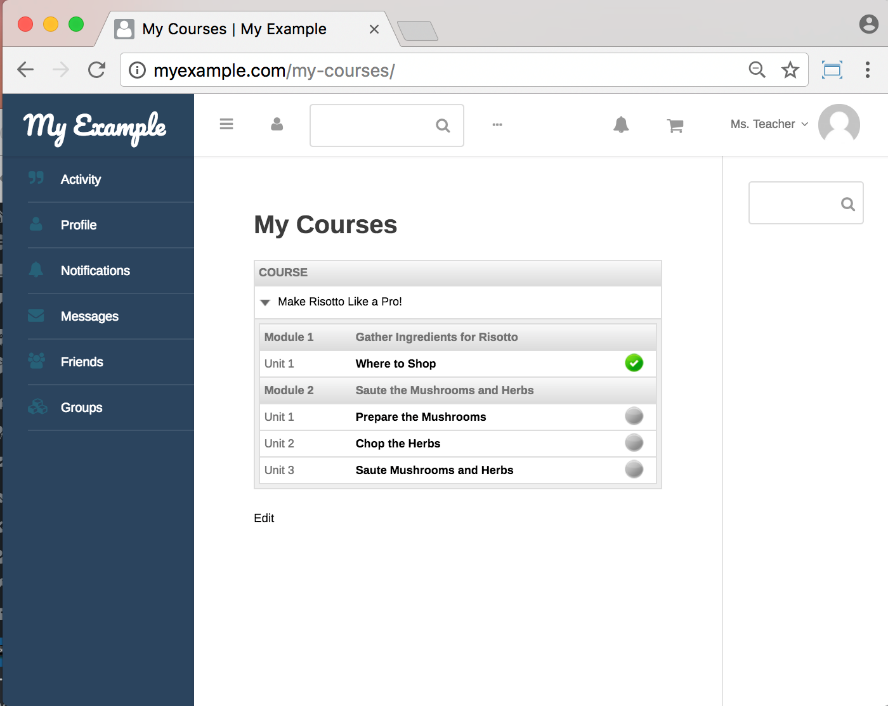 My Courses | My Example
myexample.com/my-courses/
My Example
Ms. Teacher
Activity
Profile
Notifications
Messages
Friends
Groups
My Courses
COURSE
Make Risotto Like a Pro!
Module 1 Gather Ingredients for Risotto
Unit 1 Where to Shop
Module 2 Saute the Mushrooms and Herbs
Unit 1 Prepare the Mushrooms
Unit 2 Chop the Herbs
Unit 3 Saute Mushrooms and Herbs
Edit